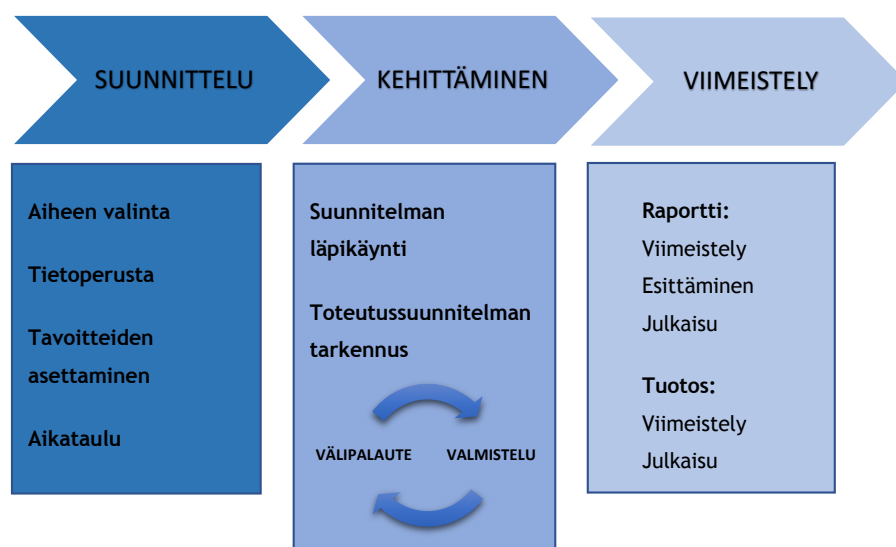 SUUNNITTELU
KEHITTÄMINEN
VIIMEISTELY
Aiheen valinta
Tietoperusta
Tavoitteiden
asettaminen
Aikataulu
Suunnitelman
läpikäynti
Toteutussuunnitelman
tarkennus
VÄLIPALAUTE
VALMISTELU
Raportti:
Viimeistely
Esittäminen
Julkaisu
Tuotos:
Viimeistely
Julkaisu